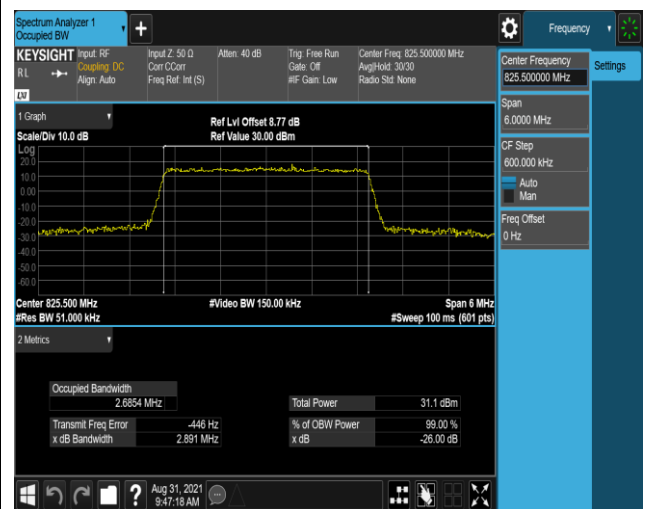 Spectrum Analyzer 1
Occupied BW
Frequency
KEYSIGHT
RL
LXI
Input: RF
Coupling: DC
Align: Auto
Input Z: 50 Ω
Corr CCorr
Freq Ref: Int (S)
Atten: 40 dB
Trig: Free Run
Gate: Off
#IF Gain: Low
Center Freq: 825.500000 MHz
Avg|Hold: 30/30
Radio Std: None
Center Frequency
825.500000 MHz
Settings
Span
6.0000 MHz
CF Step
600.000 kHz
Auto
Man
Freq Offset
0 Hz
1 Graph
Scale/Div 10.0 dB
Ref Lvl Offset 8.77 dB
Ref Value 30.00 dBm
Log
20.0
10.0
0.00
-10.0
-20.0
-30.0
-40.0
-50.0
-60.0
Center 825.500 MHz
#Video BW 150.00 kHz
Span 6 MHz
#Res BW 51.000 kHz
#Sweep 100 ms (601 pts)
2 Metrics
Occupied Bandwidth
2.6854 MHz
Total Power 31.1 dBm
Transmit Freq Error -446 Hz
% of OBW Power 99.00 %
x dB Bandwidth 2.891 MHz
x dB -26.00 dB
?
Aug 31, 2021
9:47:18 AM